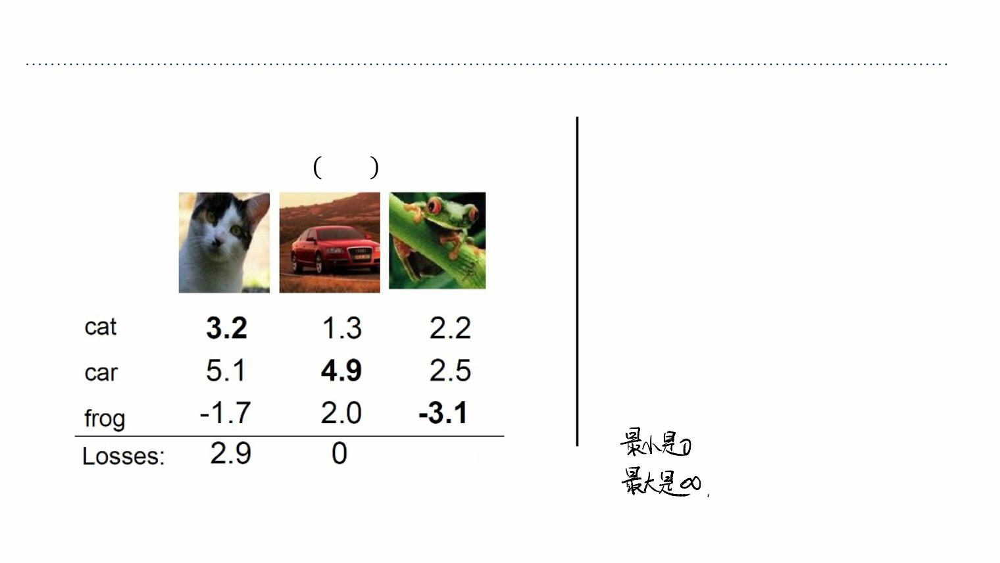 ( )
cat 3.2 1.3 2.2
car 5.1 4.9 2.5
frog -1.7 2.0 -3.1
Losses: 2.9 0
最小是0
最大是∞.